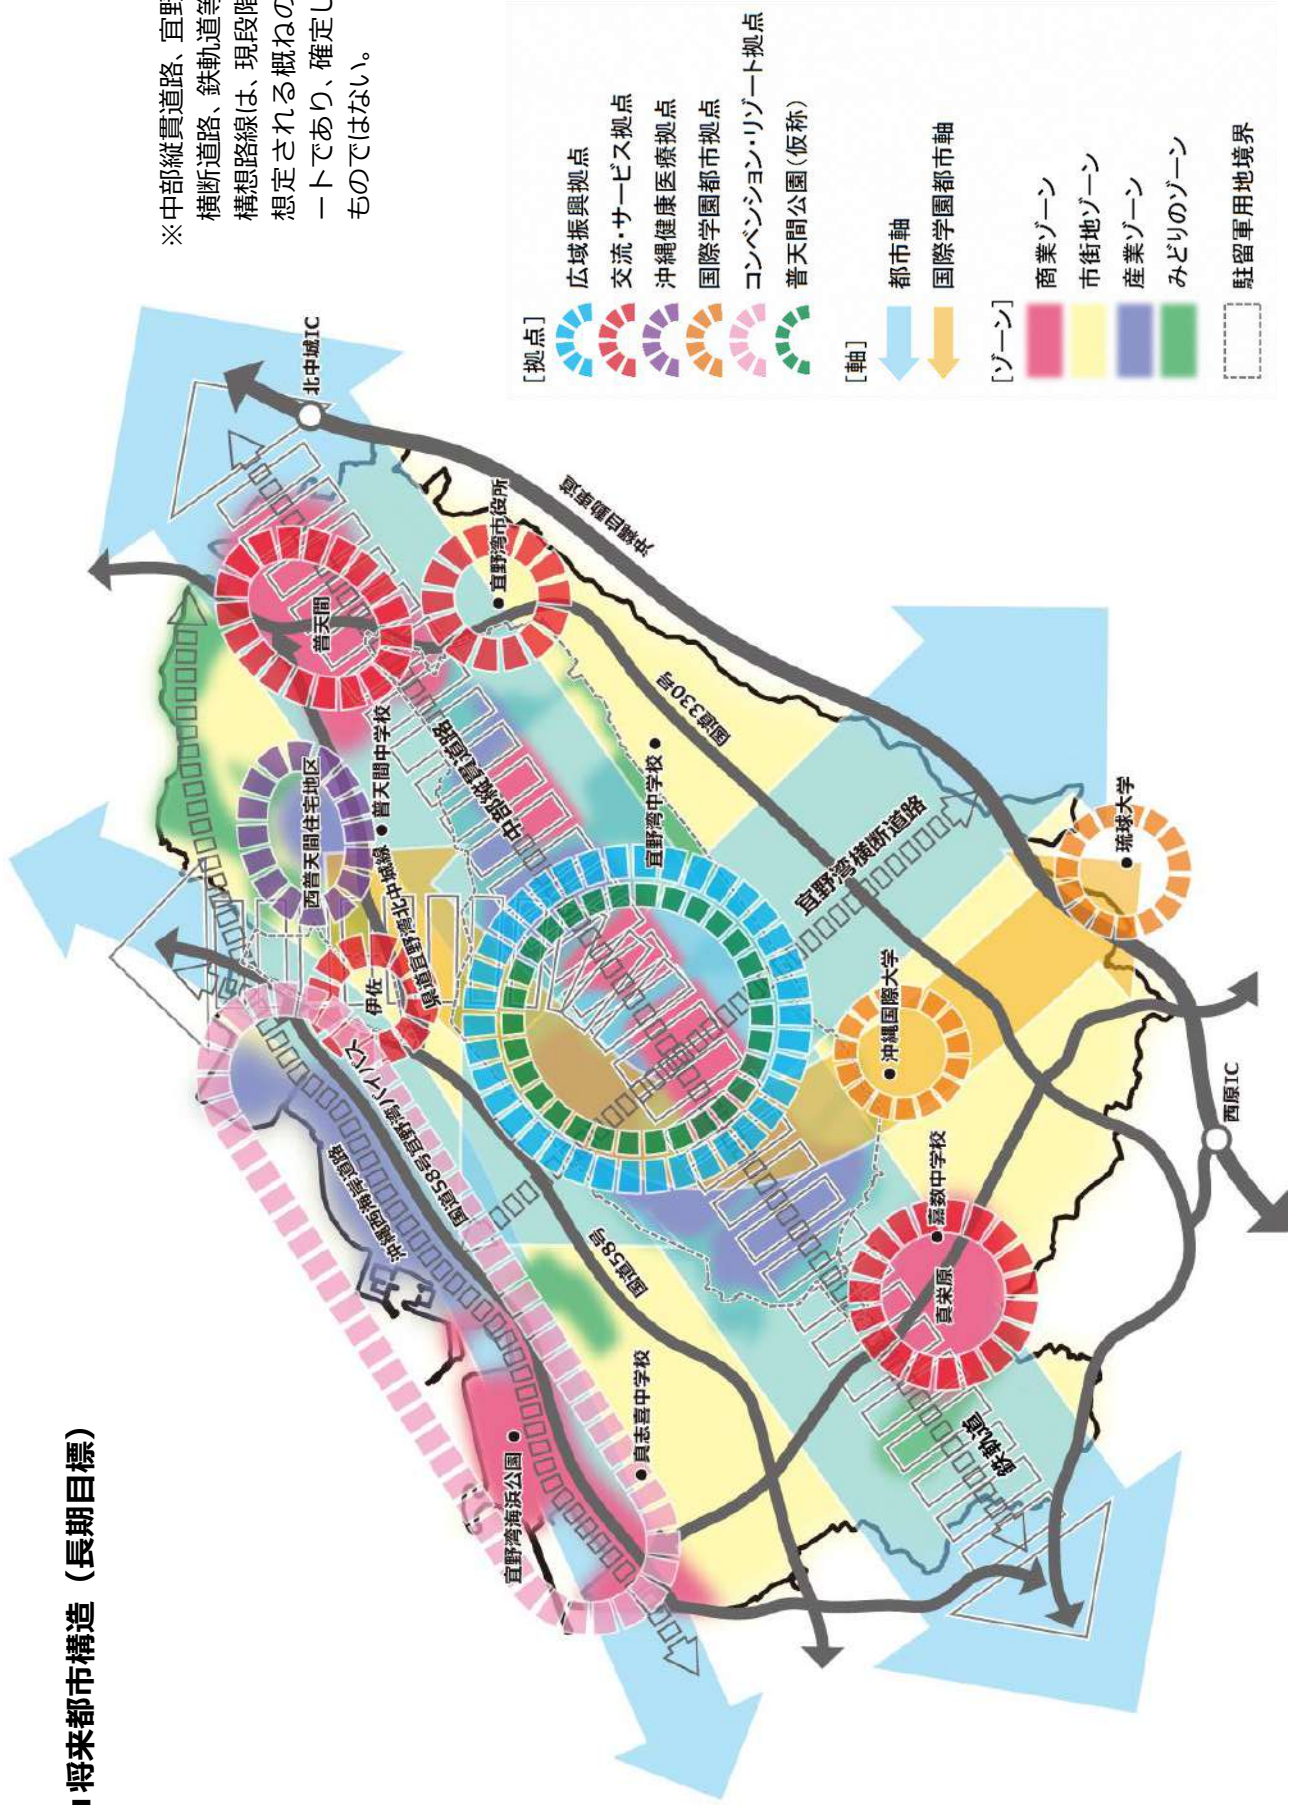 ■将来都市構造（長期目標）
※中部縦貫道路、宜野
横断道路、鉄軌道等
構想路線は、現段階
想定される概ねの
ートであり、確定し
ものではない。
北中城IC
普天間
宜野湾市役所
沖縄自動車道
西普天間住宅地区
普天間中学校
県道宜野湾北中城線
中部縦貫道路
伊佐
宜野湾中学校
国道330号
国道58号宜野湾バイパス
沖縄西海岸道路
宜野湾横断道路
琉球大学
沖縄国際大学
国道58号
宜野湾海浜公園
真志喜中学校
嘉数中学校
真栄原
鉄軌道
西原IC
[拠点]
広域振興拠点
交流・サービス拠点
沖縄健康医療拠点
国際学園都市拠点
コンベンション・リゾート拠点
普天間公園（仮称）
[軸]
都市軸
国際学園都市軸
[ゾーン]
商業ゾーン
市街地ゾーン
産業ゾーン
みどりのゾーン
駐留軍用地境界